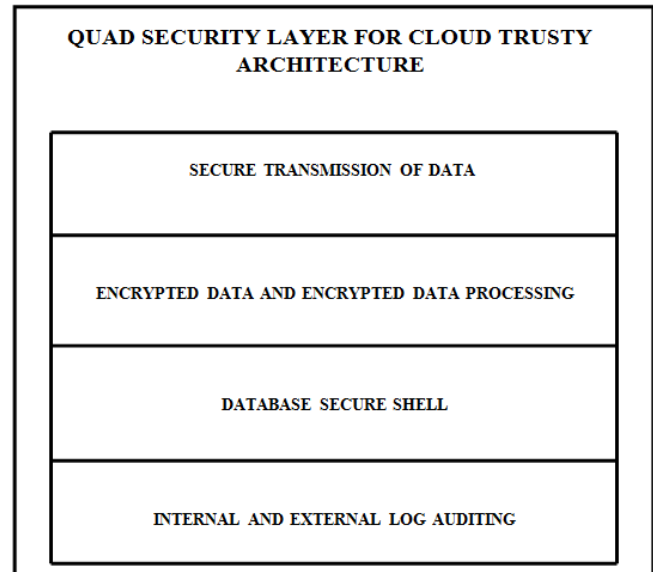 QUAD SECURITY LAYER FOR CLOUD TRUSTY
ARCHITECTURE
SECURE TRANSMISSION OF DATA
ENCRYPTED DATA AND ENCRYPTED DATA PROCESSING
DATABASE SECURE SHELL
INTERNAL AND EXTERNAL LOG AUDITING